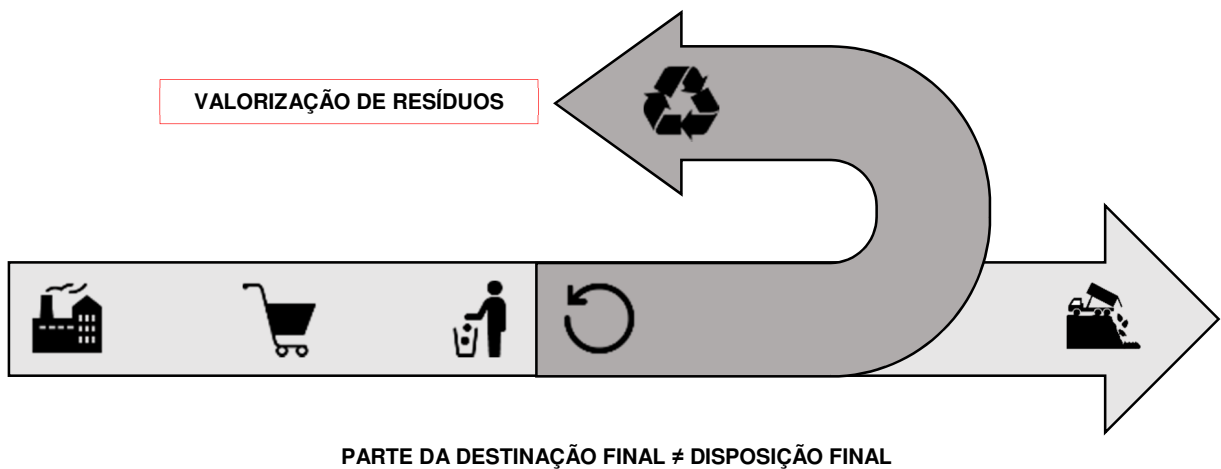 VALORIZAÇÃO DE RESÍDUOS
PARTE DA DESTINAÇÃO FINAL ≠ DISPOSIÇÃO FINAL